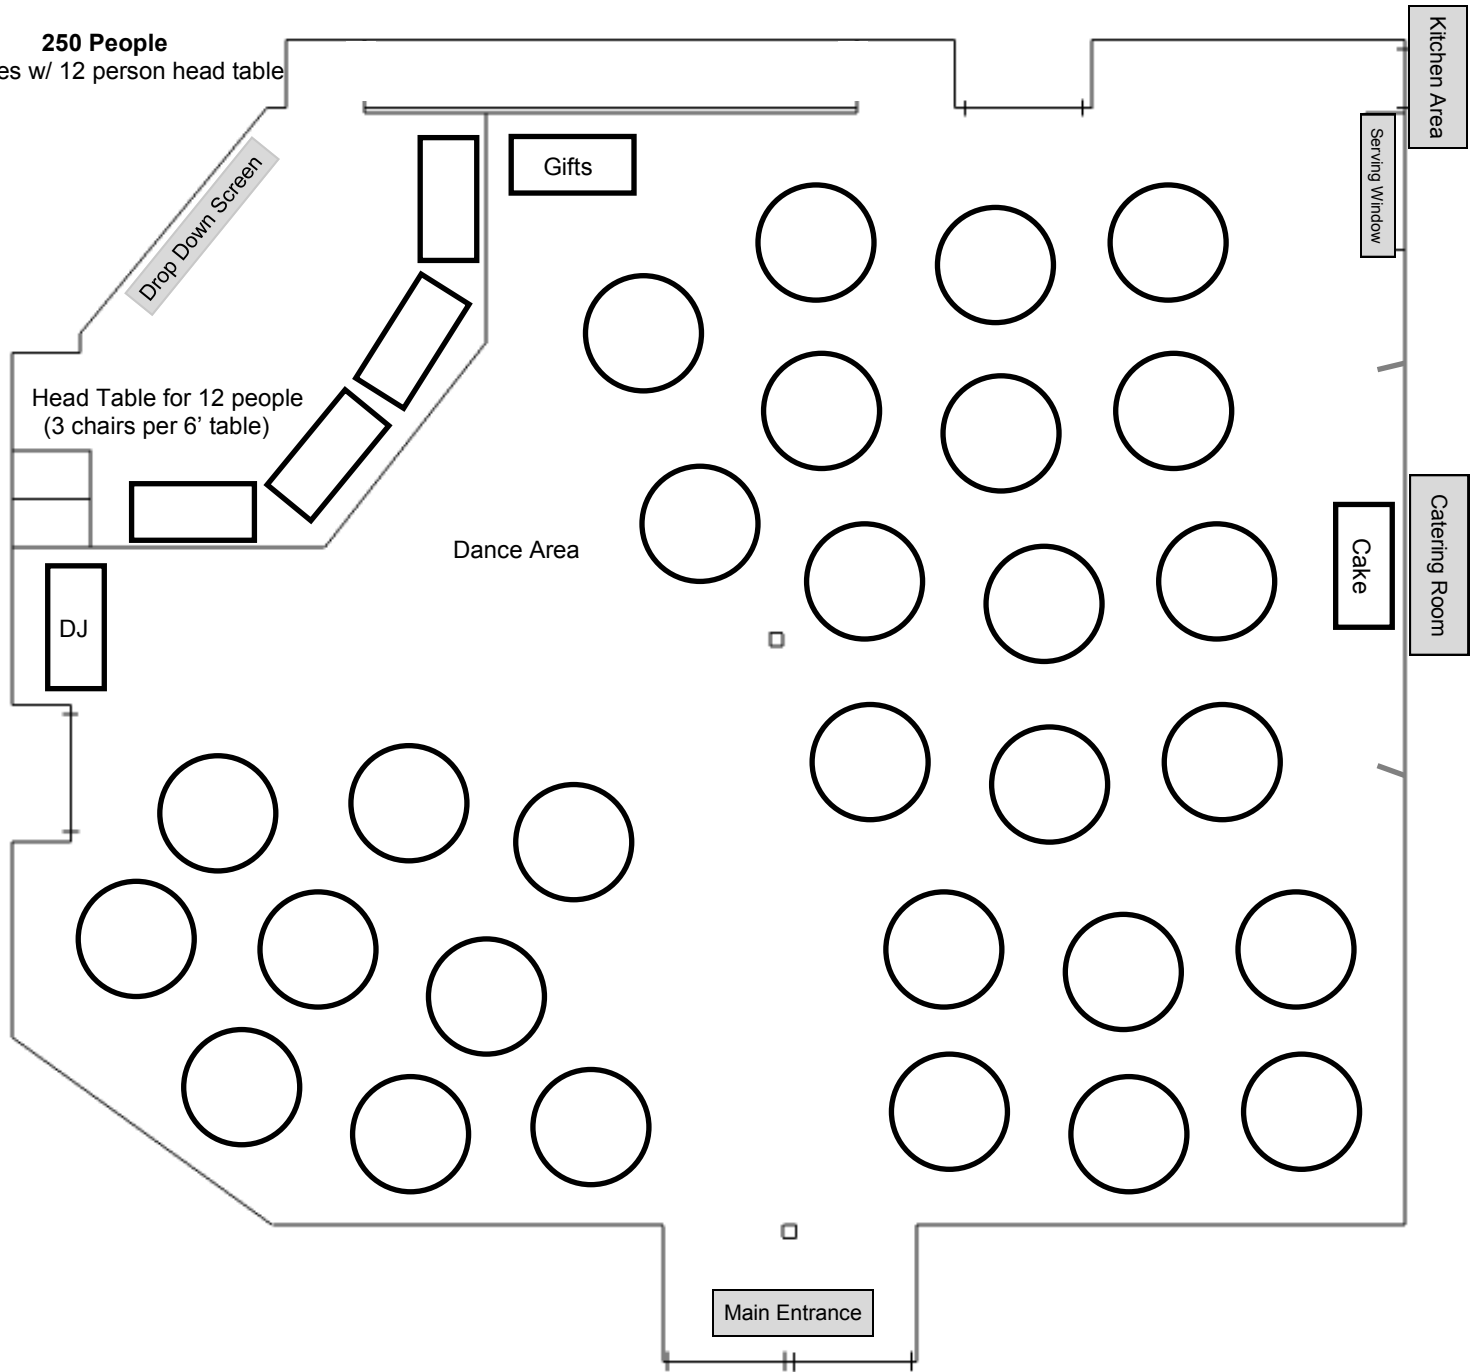 250 People
es w/ 12 person head table
Kitchen Area
Drop Down Screen
Gifts
Serving Window
Head Table for 12 people
(3 chairs per 6’ table)
Dance Area
Cake
Catering Room
DJ
Main Entrance